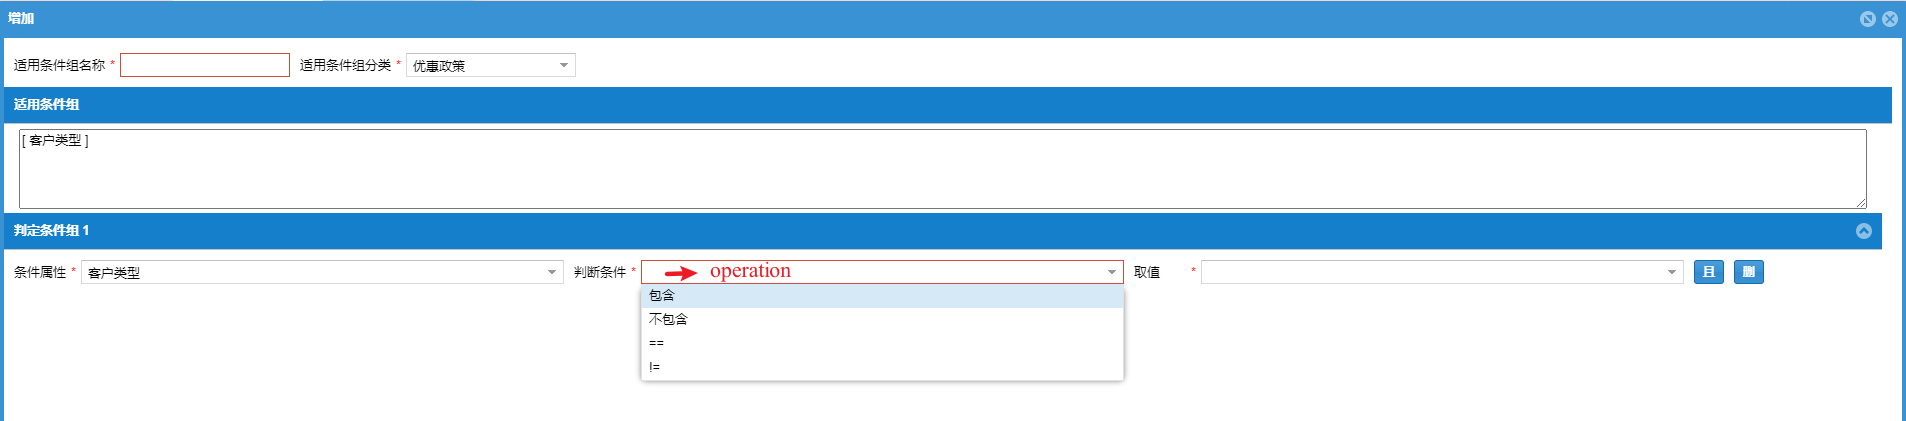 增加
适用条件组名称 * 适用条件组分类 * 优惠政策
适用条件组
[ 客户类型 ]
判定条件组 1
条件属性 * 客户类型 判断条件 * operation 取值 * 且 删
包含
不包含
==
!=